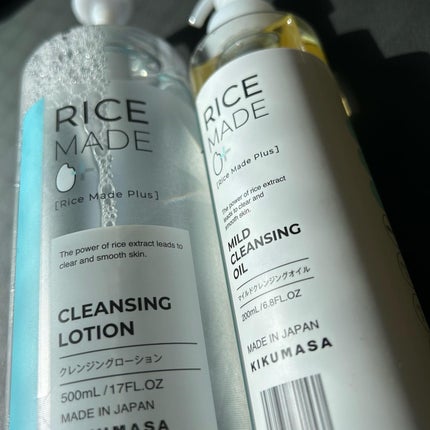 RICE
MADE
[Rice Made Plus]
The power of rice extract leads to
clear and smooth skin.
CLEANSING
LOTION
クレンジングローション
500mL/17FL.OZ
MADE IN JAPAN
KIKUMASA
RICE
MADE
[Rice Made Plus]
The power of rice extract
leads to clear and
smooth skin.
MILD
CLEANSING
OIL
マイルドクレンジングオイル
200mL/6.8FL.OZ
MADE IN JAPAN
KIKUMASA